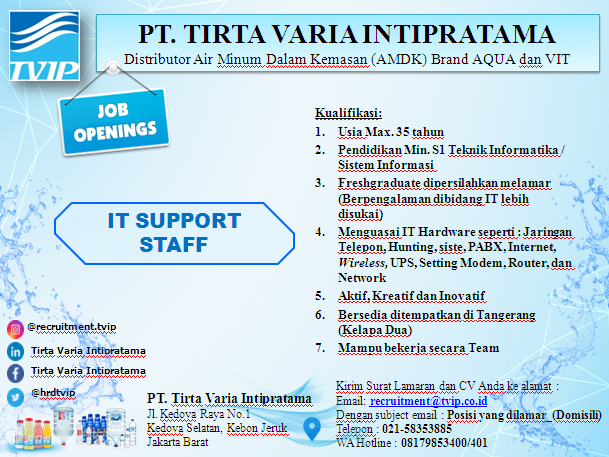 TVIP
PT. TIRTA VARIA INTIPRATAMA
Distributor Air Minum Dalam Kemasan (AMDK) Brand AQUA dan VIT
JOB
OPENINGS
IT SUPPORT
STAFF
Kualifikasi:
1. Usia Max. 35 tahun
2. Pendidikan Min. S1 Teknik Informatika /
Sistem Informasi
3. Freshgraduate dipersilahkan melamar
(Berpengalaman dibidang IT lebih
disukai)
4. Menguasai IT Hardware seperti : Jaringan
Telepon, Hunting, siste, PABX, Internet,
Wireless, UPS, Setting Modem, Router, dan
Network
5. Aktif, Kreatif dan Inovatif
6. Bersedia ditempatkan di Tangerang
(Kelapa Dua)
7. Mampu bekerja secara Team
@recruitment.tvip
Tirta Varia Intipratama
Tirta Varia Intipratama
@hrdtvip
PT. Tirta Varia Intipratama
Jl. Kedoya Raya No.1
Kedoya Selatan, Kebon Jeruk
Jakarta Barat
Kirim Surat Lamaran dan CV Anda ke alamat :
Email: recruitment@tvip.co.id
Dengan subject email : Posisi yang dilamar_(Domisili)
Telepon : 021-58353885
WA Hotline : 08179853400/401